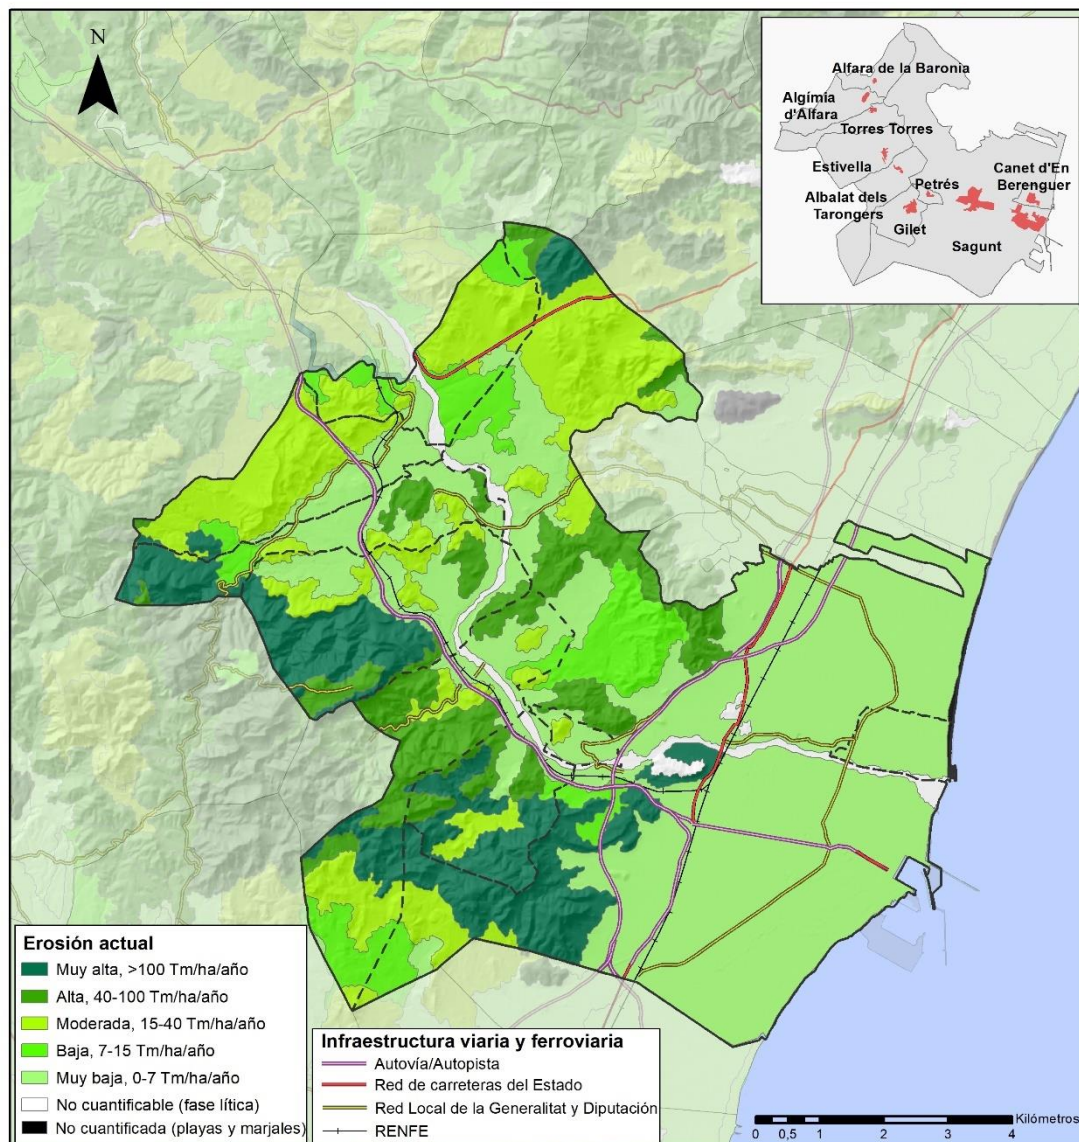 N
Alfara de la Baronia
Algímia
d'Alfara
Torres Torres
Estivella
Petrés
Canet d'En
Berenguer
Albalat dels
Tarongers
Gilet
Sagunt
Erosión actual
Muy alta, >100 Tm/ha/año
Alta, 40-100 Tm/ha/año
Moderada, 15-40 Tm/ha/año
Baja, 7-15 Tm/ha/año
Muy baja, 0-7 Tm/ha/año
No cuantificable (fase lítica)
No cuantificada (playas y marjales)
Infraestructura viaria y ferroviaria
Autovía/Autopista
Red de carreteras del Estado
Red Local de la Generalitat y Diputación
RENFE
Kilómetros
0 0,5 1 2 3 4